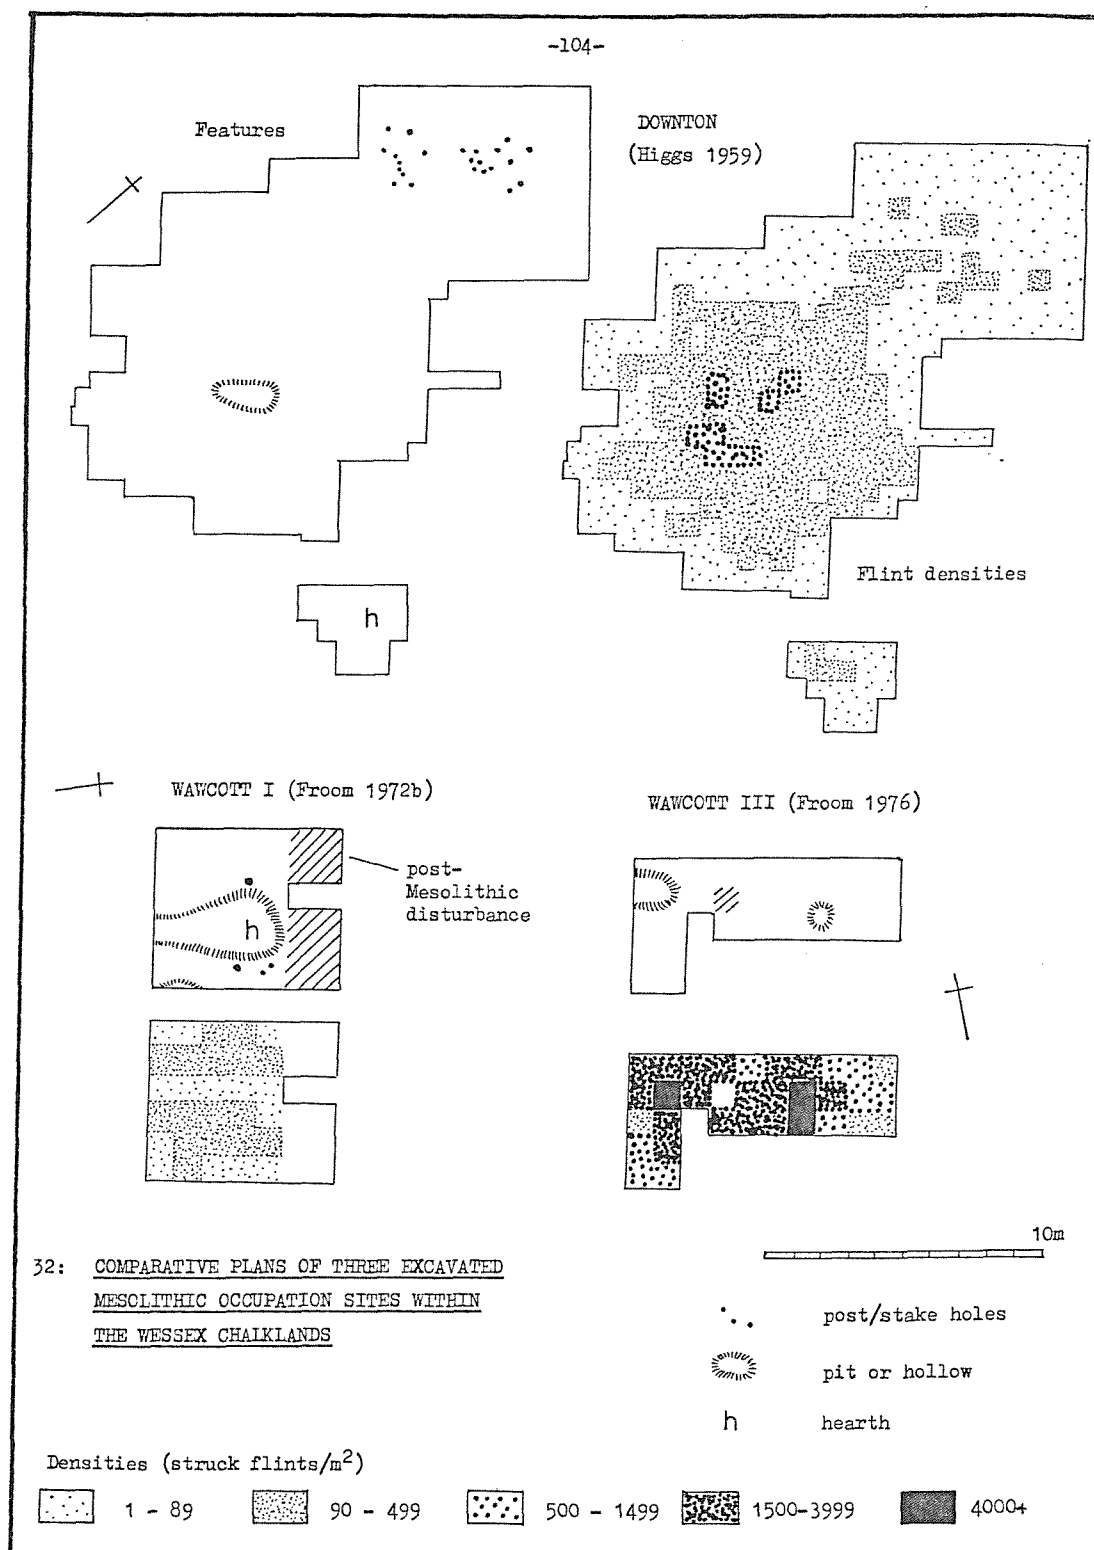 -104-
Features
DOWNTON
(Higgs 1959)
Flint densities
h
WAWCOTT I (Froom 1972b)
WAWCOTT III (Froom 1976)
post-
Mesolithic
disturbance
h
10m
32: COMPARATIVE PLANS OF THREE EXCAVATED
MESOLITHIC OCCUPATION SITES WITHIN
THE WESSEX CHALKLANDS
post/stake holes
pit or hollow
h hearth
Densities (struck flints/m²)
1 - 89 90 - 499 500 - 1499 1500-3999 4000+